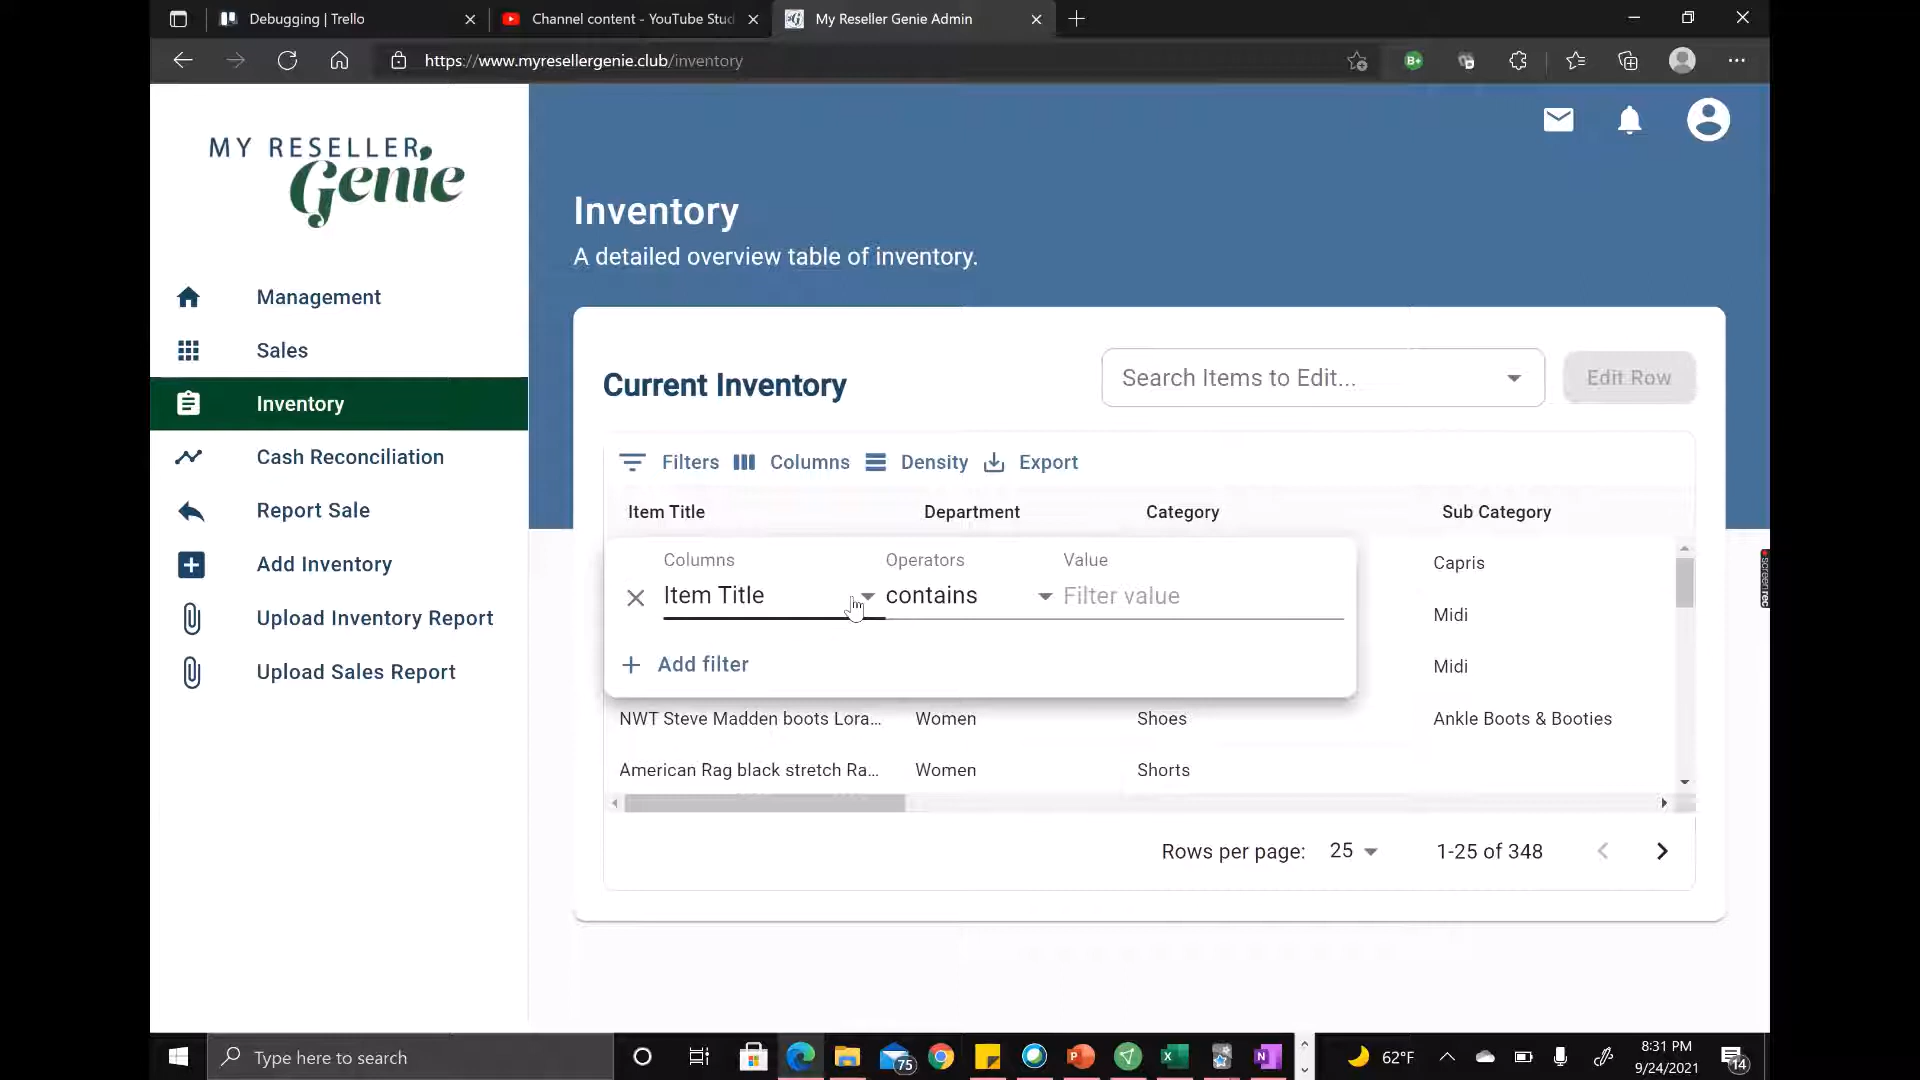 Debugging | Trello
Channel content - YouTube Stud
My Reseller Genie Admin
https://www.myresellergenie.club/inventory
MY RESELLER
Genie
Management
Sales
Inventory
Cash Reconciliation
Report Sale
Add Inventory
Upload Inventory Report
Upload Sales Report
Inventory
A detailed overview table of inventory.
Current Inventory
Search Items to Edit...
Edit Row
Filters Columns Density Export
Item Title Department Category Sub Category
Columns Operators Value
Item Title contains Filter value
Add filter
Capris
Midi
Midi
NWT Steve Madden boots Lora... Women Shoes Ankle Boots & Booties
American Rag black stretch Ra... Women Shorts
Rows per page: 25 1-25 of 348
screenrec
Type here to search
75
62°F
8:31 PM
9/24/2021
14